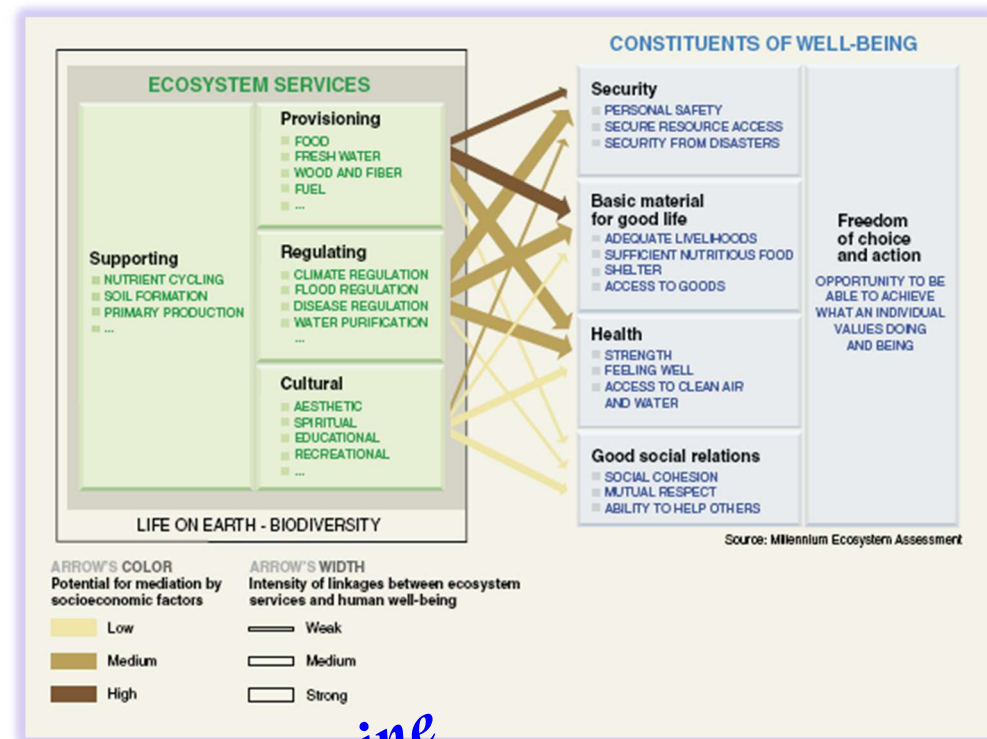 CONSTITUENTS OF WELL-BEING
ECOSYSTEM SERVICES
Supporting
NUTRIENT CYCLING
SOIL FORMATION
PRIMARY PRODUCTION
...
Provisioning
FOOD
FRESH WATER
WOOD AND FIBER
FUEL
...
Regulating
CLIMATE REGULATION
FLOOD REGULATION
DISEASE REGULATION
WATER PURIFICATION
...
Cultural
AESTHETIC
SPIRITUAL
EDUCATIONAL
RECREATIONAL
...
LIFE ON EARTH - BIODIVERSITY
Security
PERSONAL SAFETY
SECURE RESOURCE ACCESS
SECURITY FROM DISASTERS
Basic material
for good life
ADEQUATE LIVELIHOODS
SUFFICIENT NUTRITIOUS FOOD
SHELTER
ACCESS TO GOODS
Health
STRENGTH
FEELING WELL
ACCESS TO CLEAN AIR
AND WATER
Good social relations
SOCIAL COHESION
MUTUAL RESPECT
ABILITY TO HELP OTHERS
Freedom
of choice
and action
OPPORTUNITY TO BE
ABLE TO ACHIEVE
WHAT AN INDIVIDUAL
VALUES DOING
AND BEING
Source: Millennium Ecosystem Assessment
ARROW'S COLOR
Potential for mediation by
socioeconomic factors
Low
Medium
High
ARROW'S WIDTH
Intensity of linkages between ecosystem
services and human well-being
Weak
Medium
Strong